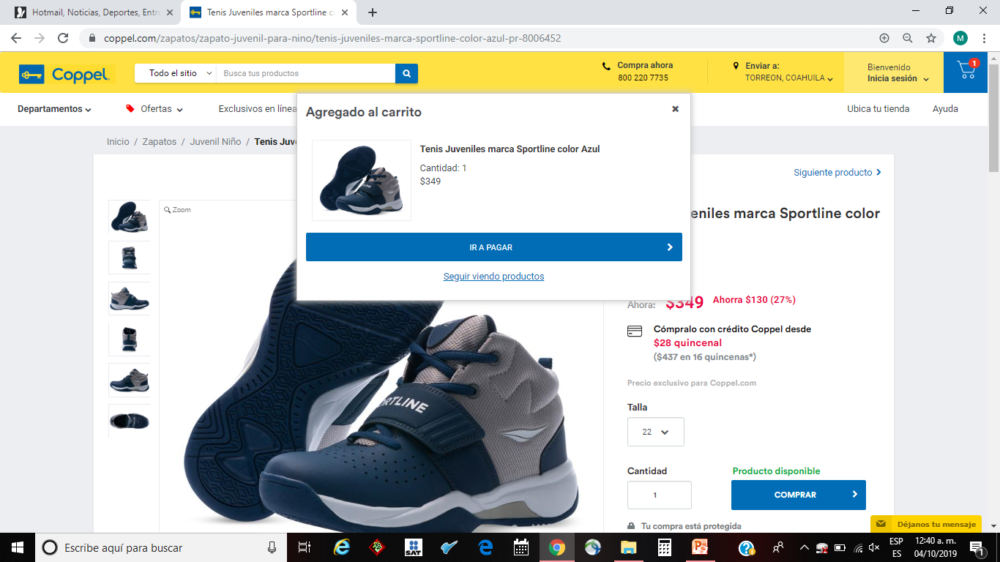 Hotmail, Noticias, Deportes, Entre
Tenis Juveniles marca Sportline co
coppel.com/zapatos/zapato-juvenil-para-nino/tenis-juveniles-marca-sportline-color-azul-pr-8006452
M
Coppel
Todo el sitio
Busca tus productos
Compra ahora
800 220 7735
Enviar a:
TORREON, COAHUILA
Bienvenido
Inicia sesión
1
Departamentos
Ofertas
Exclusivos en línea
Ubica tu tienda
Ayuda
Agregado al carrito
Inicio / Zapatos / Juvenil Niño / Tenis Juv
Tenis Juveniles marca Sportline color Azul
Cantidad: 1
$349
Siguiente producto
Zoom
eniles marca Sportline color
IR A PAGAR
Seguir viendo productos
Ahora: $349 Ahorra $130 (27%)
Cómpralo con crédito Coppel desde
$28 quincenal
($437 en 16 quincenas*)
Precio exclusivo para Coppel.com
Talla
22
ORTLINE
Cantidad
Producto disponible
1
COMPRAR
Tu compra está protegida
Déjanos tu mensaje
Escribe aquí para buscar
SAT
ESP
ES
12:40 a. m.
04/10/2019
1